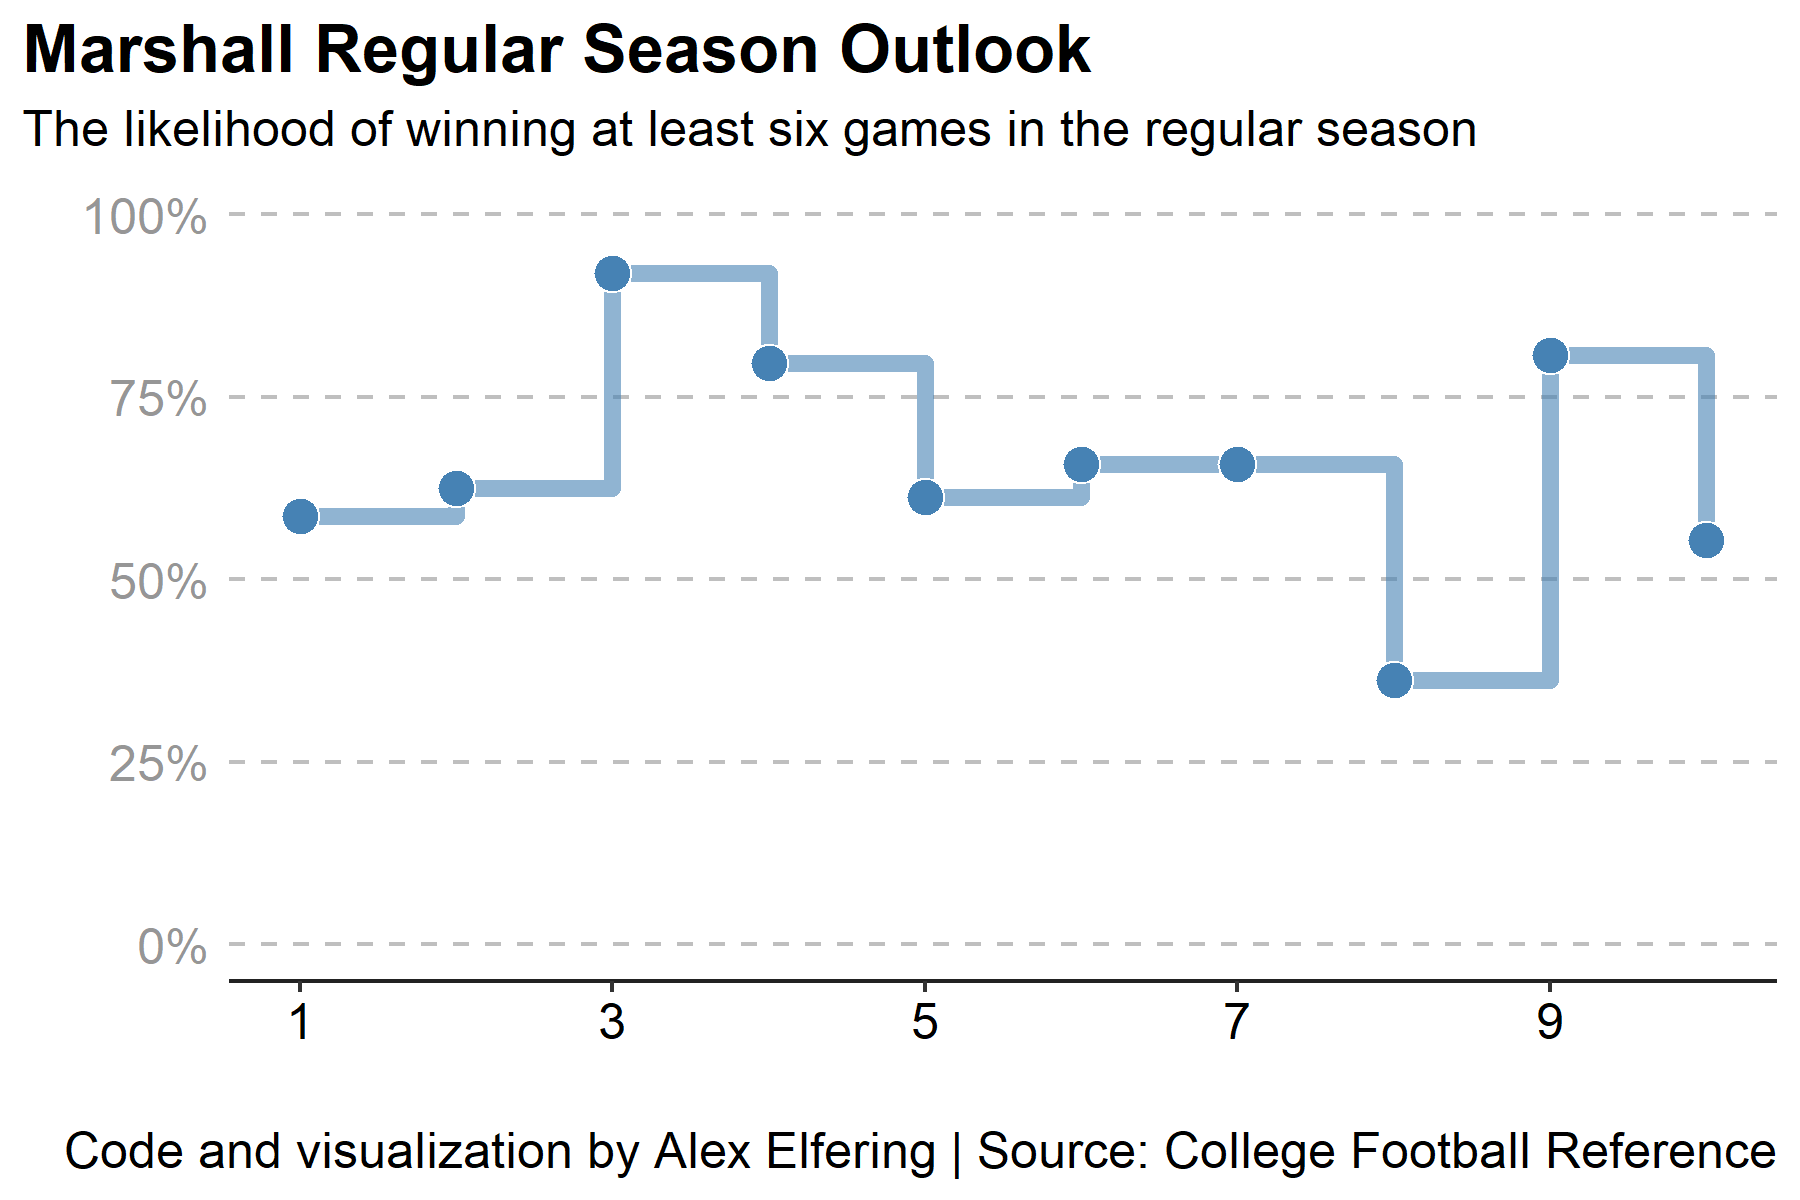 Marshall Regular Season Outlook
The likelihood of winning at least six games in the regular season
100%
75%
50%
25%
0%
1 3 5 7 9
Code and visualization by Alex Elfering | Source: College Football Reference